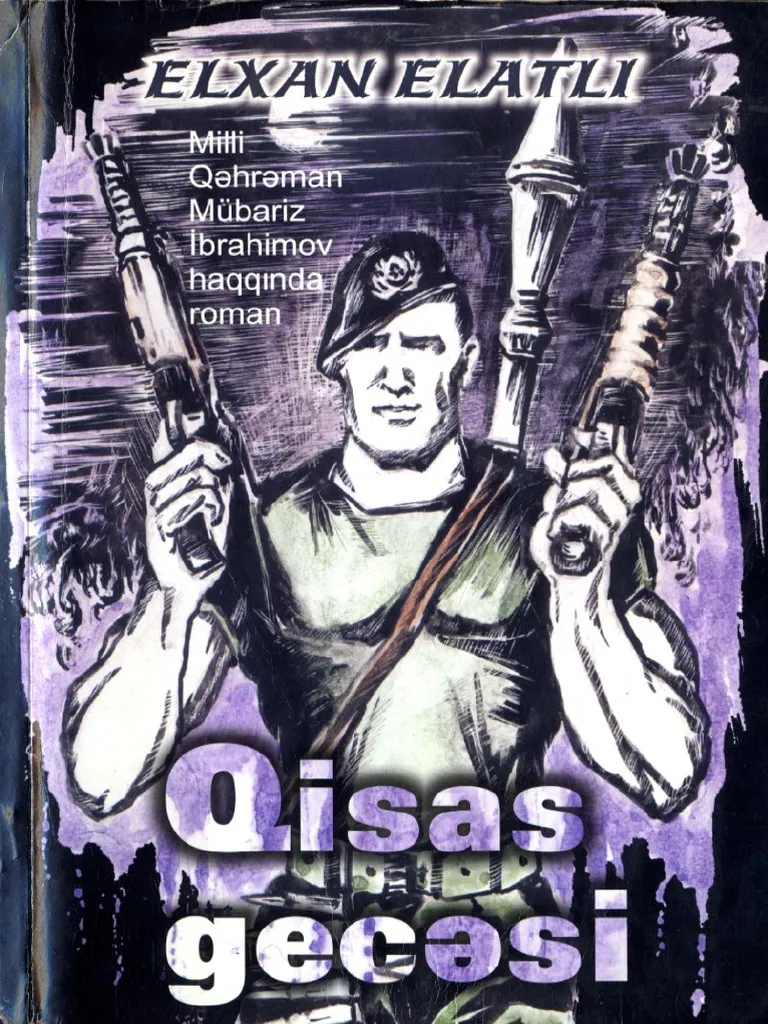 ELXAN ELATLI
Milli
Qəhrəman
Mübariz
İbrahimov
haqqında
roman
Qisas
gecəsi